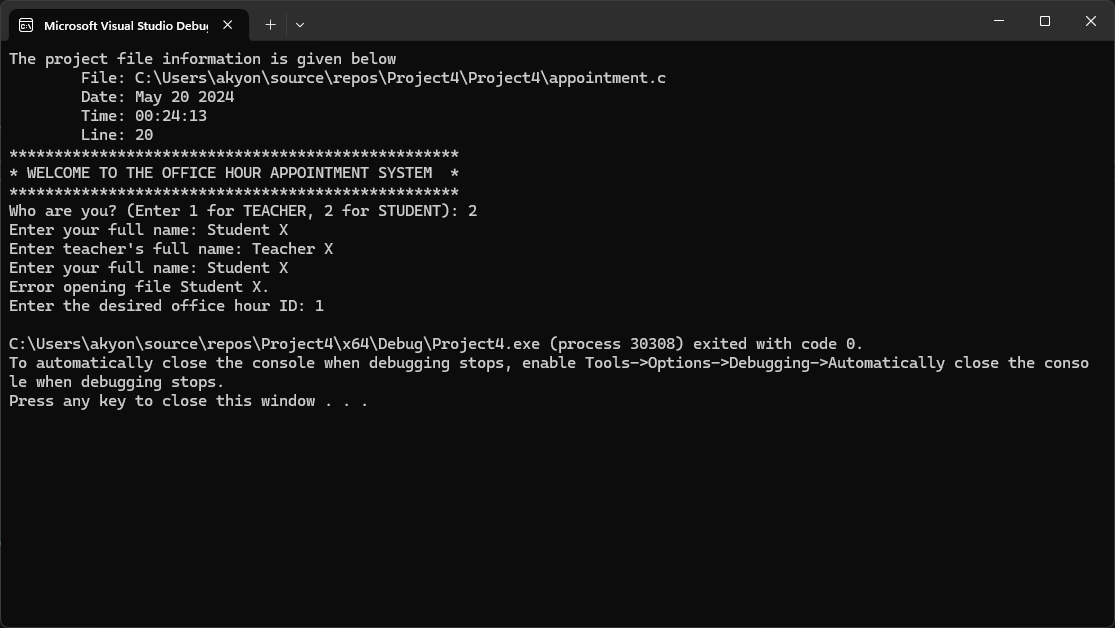 Microsoft Visual Studio Debug
The project file information is given below
File: C:\Users\akyon\source\repos\Project4\Project4\appointment.c
Date: May 20 2024
Time: 00:24:13
Line: 20
**************************************************
* WELCOME TO THE OFFICE HOUR APPOINTMENT SYSTEM  *
**************************************************
Who are you? (Enter 1 for TEACHER, 2 for STUDENT): 2
Enter your full name: Student X
Enter teacher's full name: Teacher X
Enter your full name: Student X
Error opening file Student X.
Enter the desired office hour ID: 1
C:\Users\akyon\source\repos\Project4\x64\Debug\Project4.exe (process 30308) exited with code 0.
To automatically close the console when debugging stops, enable Tools->Options->Debugging->Automatically close the conso
le when debugging stops.
Press any key to close this window . . .